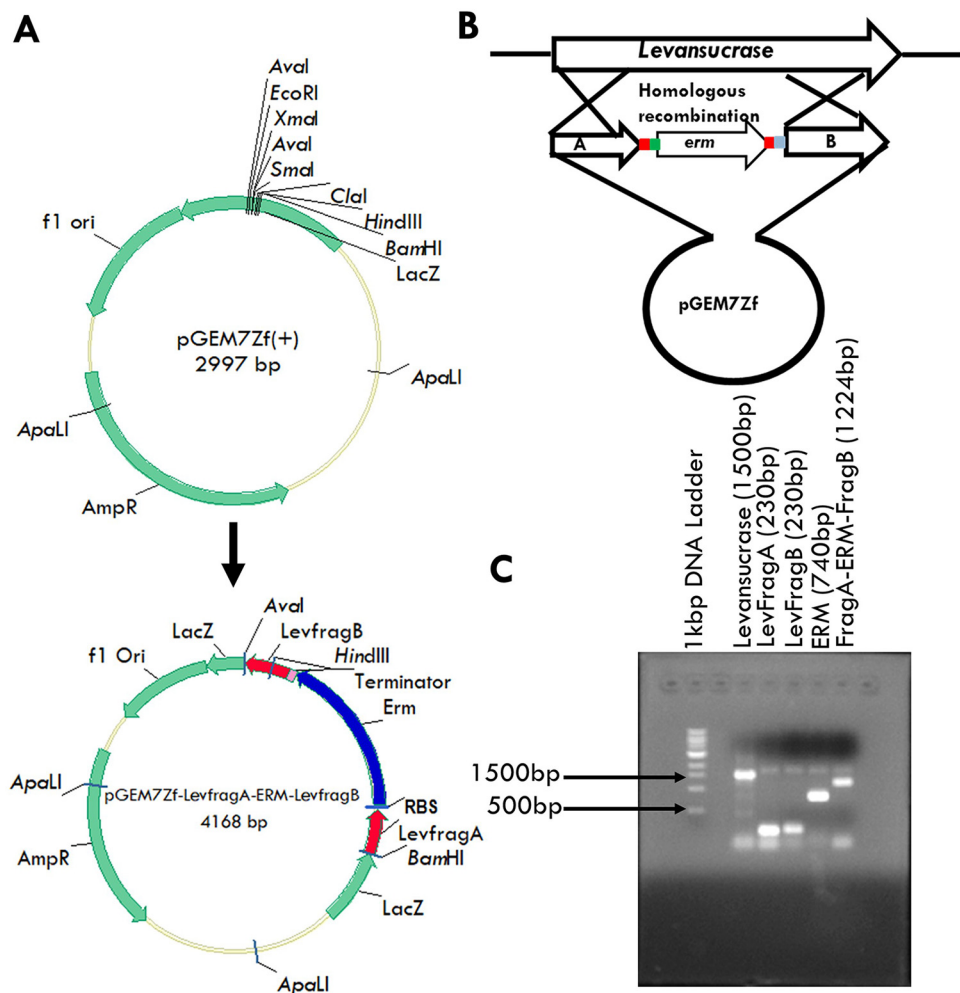 A
AvaI
EcoRI
XmaI
AvaI
SmaI
ClaI
HindIII
BamHI
LacZ
f1 ori
pGEM7Zf(+)
2997 bp
ApaLI
ApaLI
AmpR
AvaI
LacZ
LevfragB
f1 Ori
HindIII
Terminator
Erm
ApaLI
pGEM7Zf-LevfragA-ERM-LevfragB
4168 bp
RBS
LevfragA
BamHI
AmpR
LacZ
ApaLI
B
Levansucrase
Homologous
recombination
A
erm
B
pGEM7Zf
C
1kbp DNA Ladder
Levansucrase (1500bp)
LevFragA (230bp)
LevFragB (230bp)
ERM (740bp)
FragA-ERM-FragB (1224bp)
1500bp
500bp